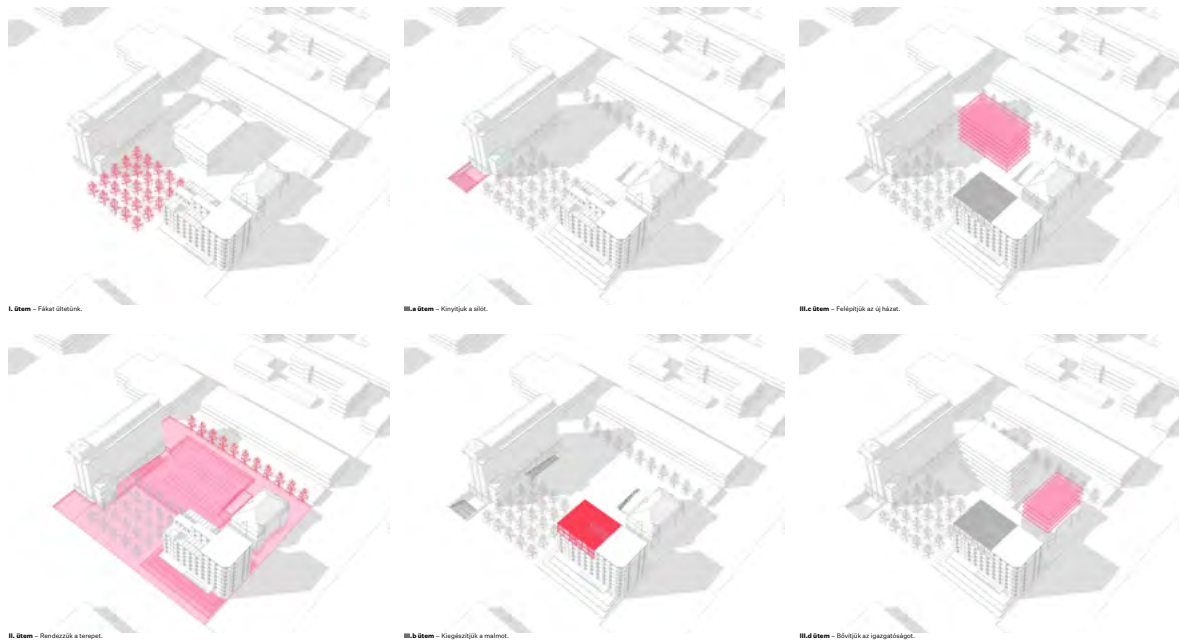 I. ütem – Fákat ültetünk.
III.a ütem – Kinyitjuk a silót.
III.c ütem – Felépítjük az új házat.
II. ütem – Rendezzük a terepet.
III.b ütem – Kiegészítjük a malmot.
III.d ütem – Bővítjük az igazgatóságot.